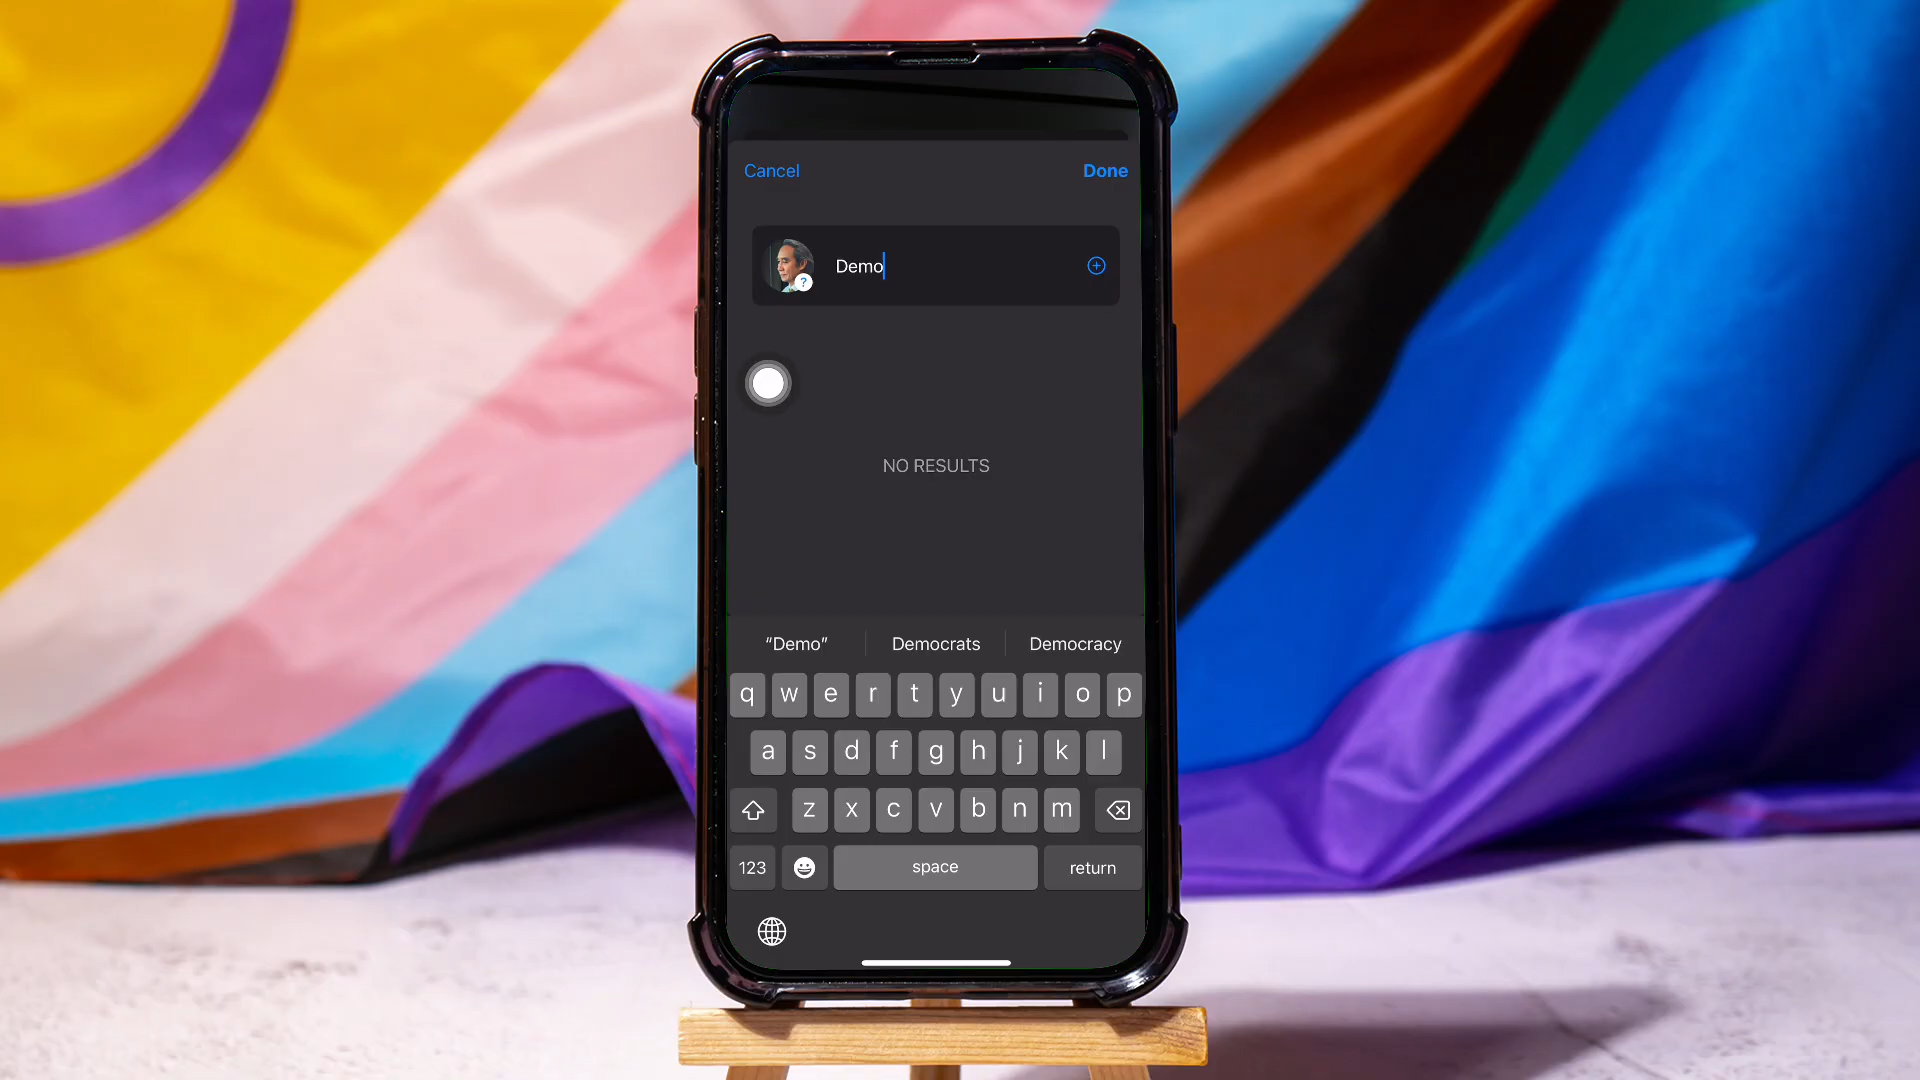 Cancel Done
? Demo
NO RESULTS
“Demo” Democrats Democracy
q w e r t y u i o p
a s d f g h j k l
z x c v b n m
123 space return